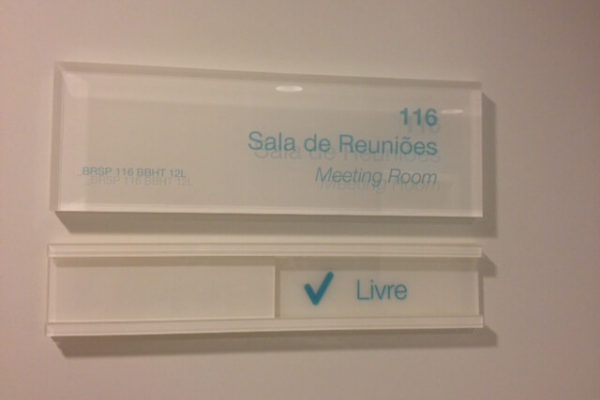 116
Sala de Reuniões
Meeting Room
BRSP 116 BBHT 12L
✓ Livre